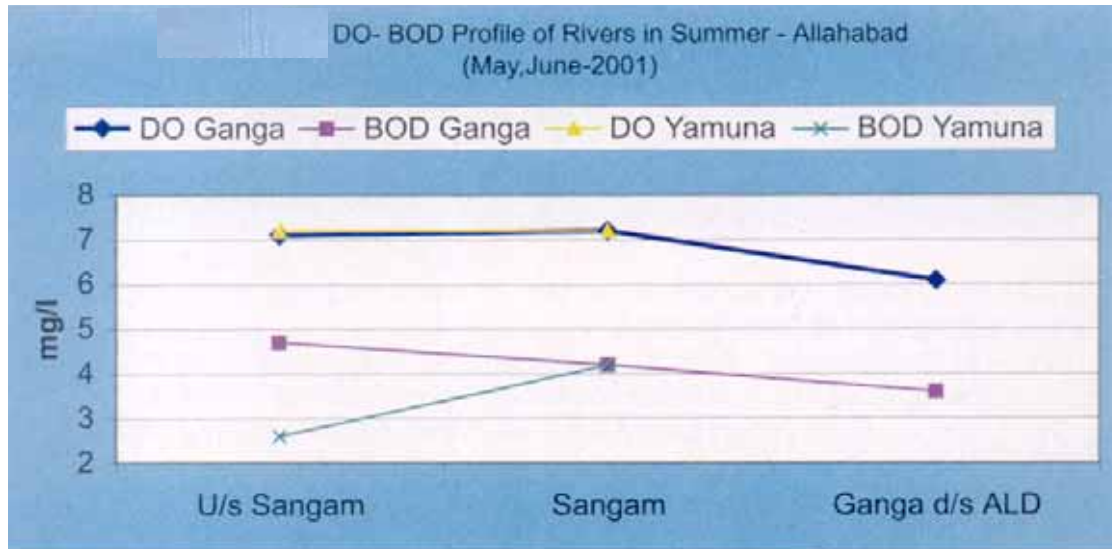 DO- BOD Profile of Rivers in Summer - Allahabad
(May,June-2001)
DO Ganga BOD Ganga DO Yamuna BOD Yamuna
8
7
6
5
4
3
2
mg/l
U/s Sangam Sangam Ganga d/s ALD